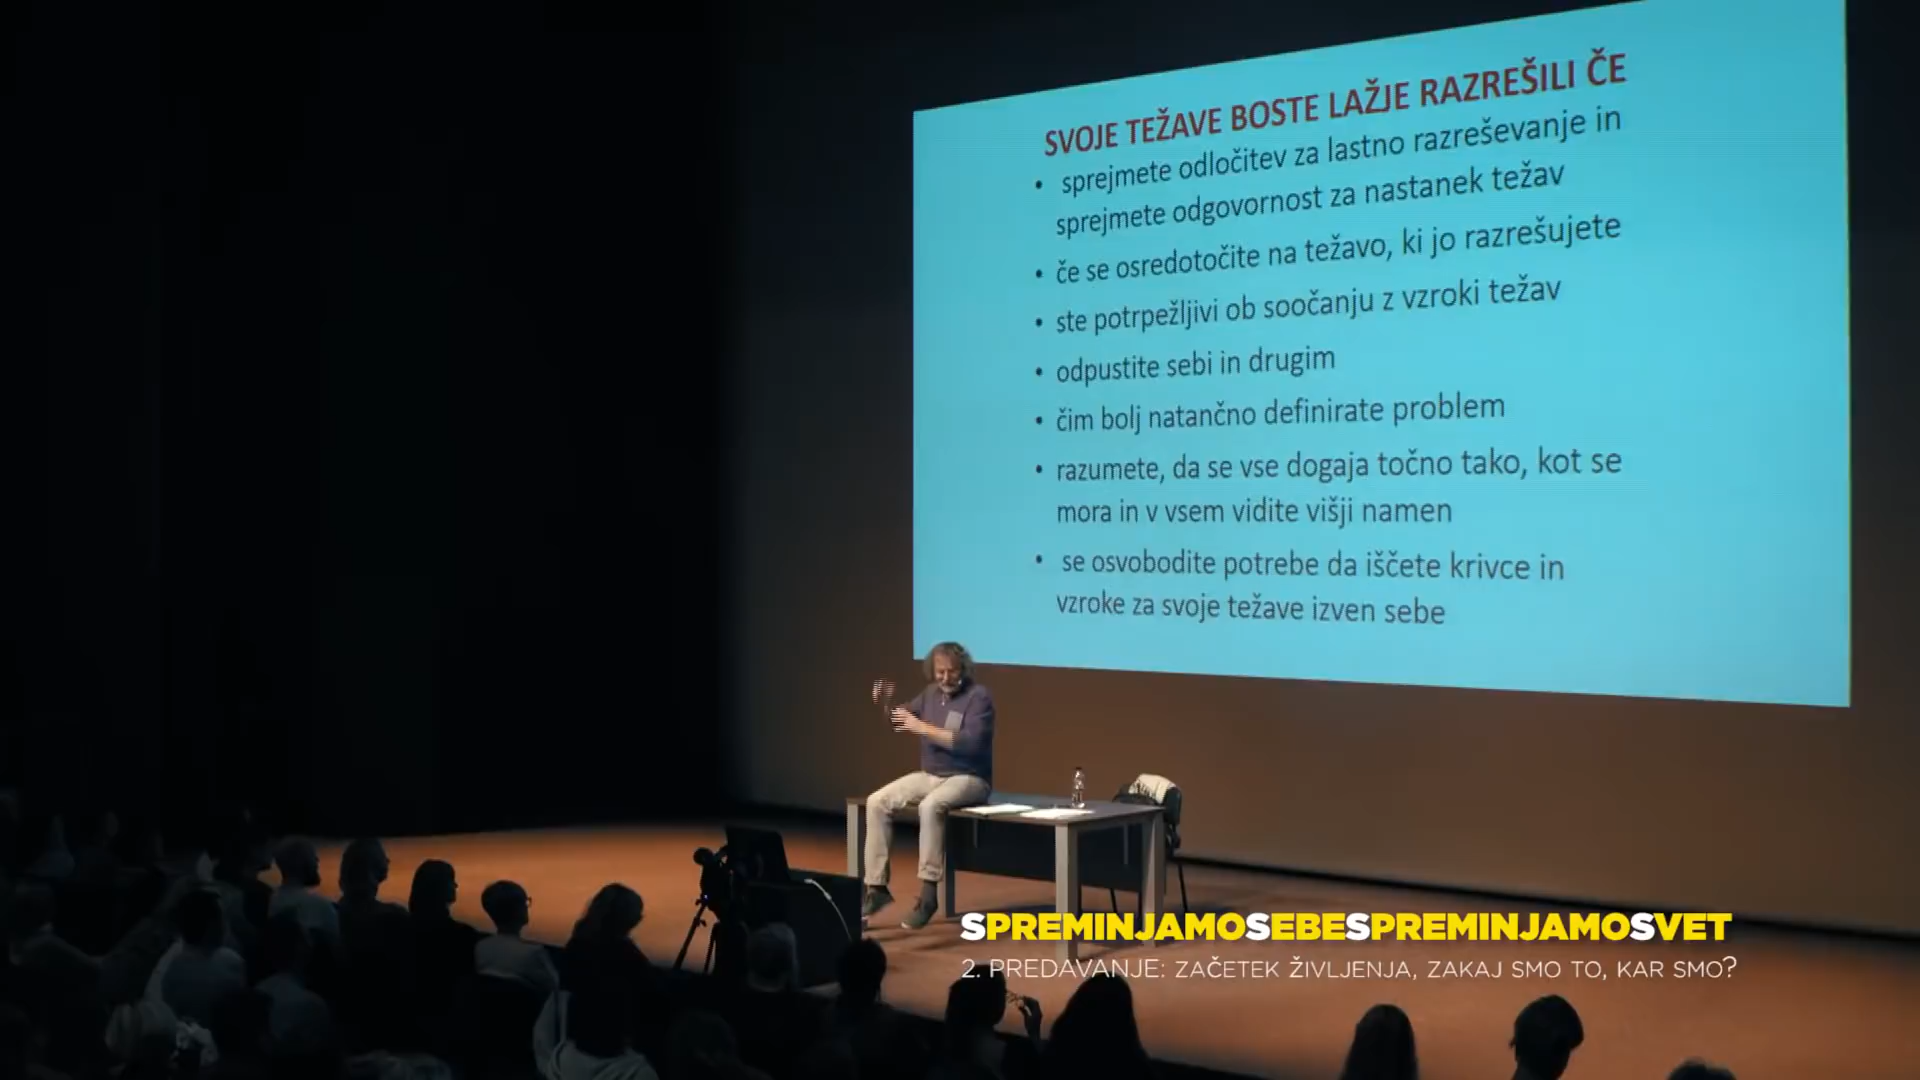 SVOJE TEŽAVE BOSTE LAŽJE RAZREŠILI ČE
• sprejmete odločitev za lastno razreševanje in
sprejmete odgovornost za nastanek težav
• če se osredotočite na težavo, ki jo razrešujete
• ste potrpežljivi ob soočanju z vzroki težav
• odpustite sebi in drugim
• čim bolj natančno definirate problem
• razumete, da se vse dogaja točno tako, kot se
mora in v vsem vidite višji namen
• se osvobodite potrebe da iščete krivce in
vzroke za svoje težave izven sebe
SPREMINJAMOSEBESPREMINJAMOSVET
2. PREDAVANJE: ZAČETEK ŽIVLJENJA, ZAKAJ SMO TO, KAR SMO?